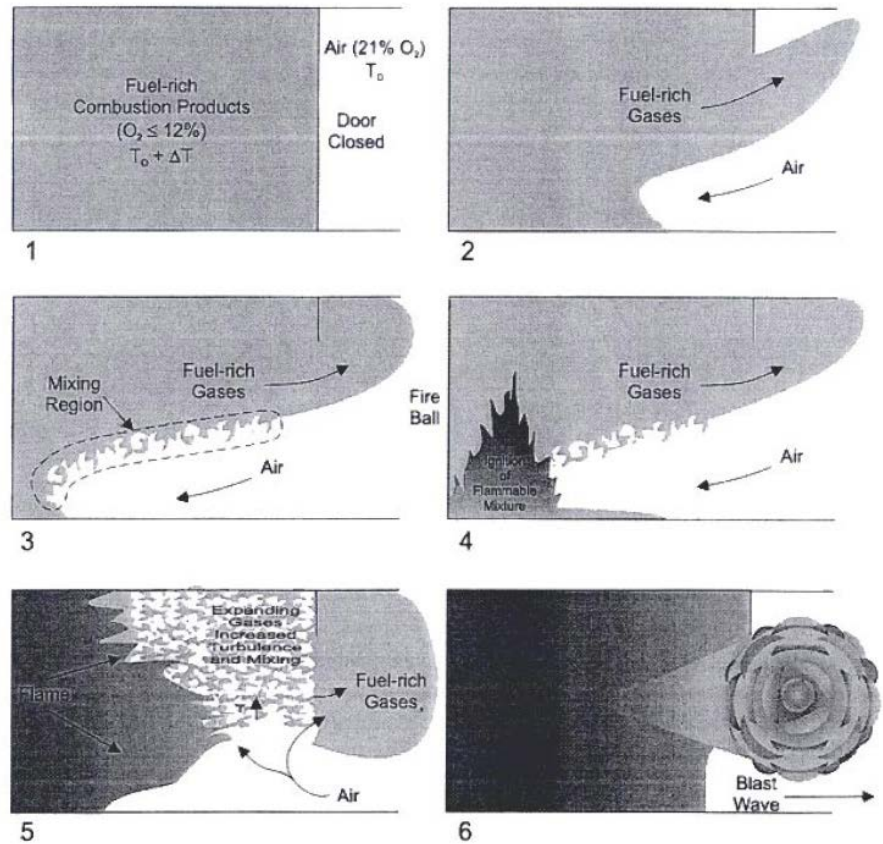 Fuel-rich
Combustion Products
(O₂ ≤ 12%)
T₀ + ΔT
Air (21% O₂)
T₀
Door
Closed
1
Fuel-rich
Gases
Air
2
Mixing
Region
Fuel-rich
Gases
Air
3
Fire
Ball
Fuel-rich
Gases
Air
Ignition
of
Flammable
Mixture
4
Expanding
Gases
Increased
Turbulence
and Mixing
Flame
Fuel-rich
Gases
Air
5
Blast
Wave
6